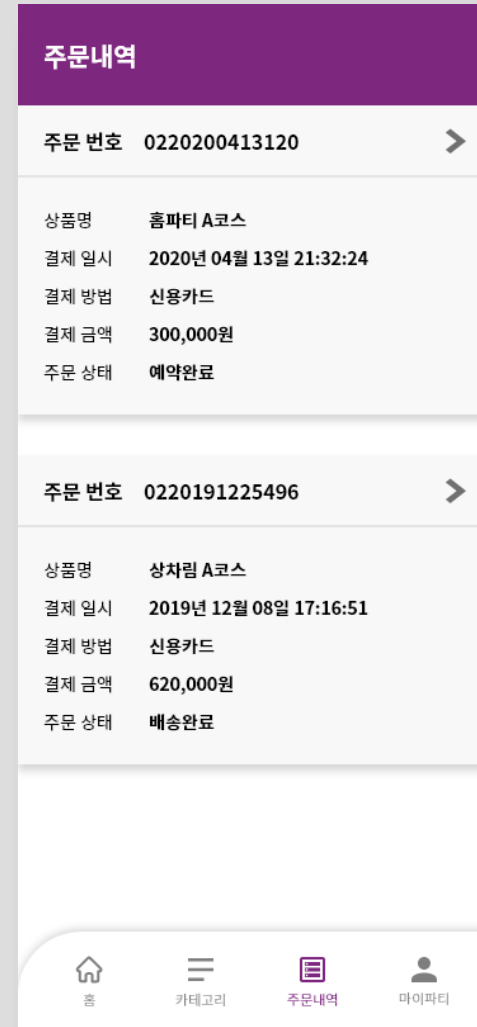 주문내역
주문 번호 0220200413120
상품명 홈파티 A코스
결제 일시 2020년 04월 13일 21:32:24
결제 방법 신용카드
결제 금액 300,000원
주문 상태 예약완료
주문 번호 0220191225496
상품명 상차림 A코스
결제 일시 2019년 12월 08일 17:16:51
결제 방법 신용카드
결제 금액 620,000원
주문 상태 배송완료
홈 카테고리 주문내역 마이파티